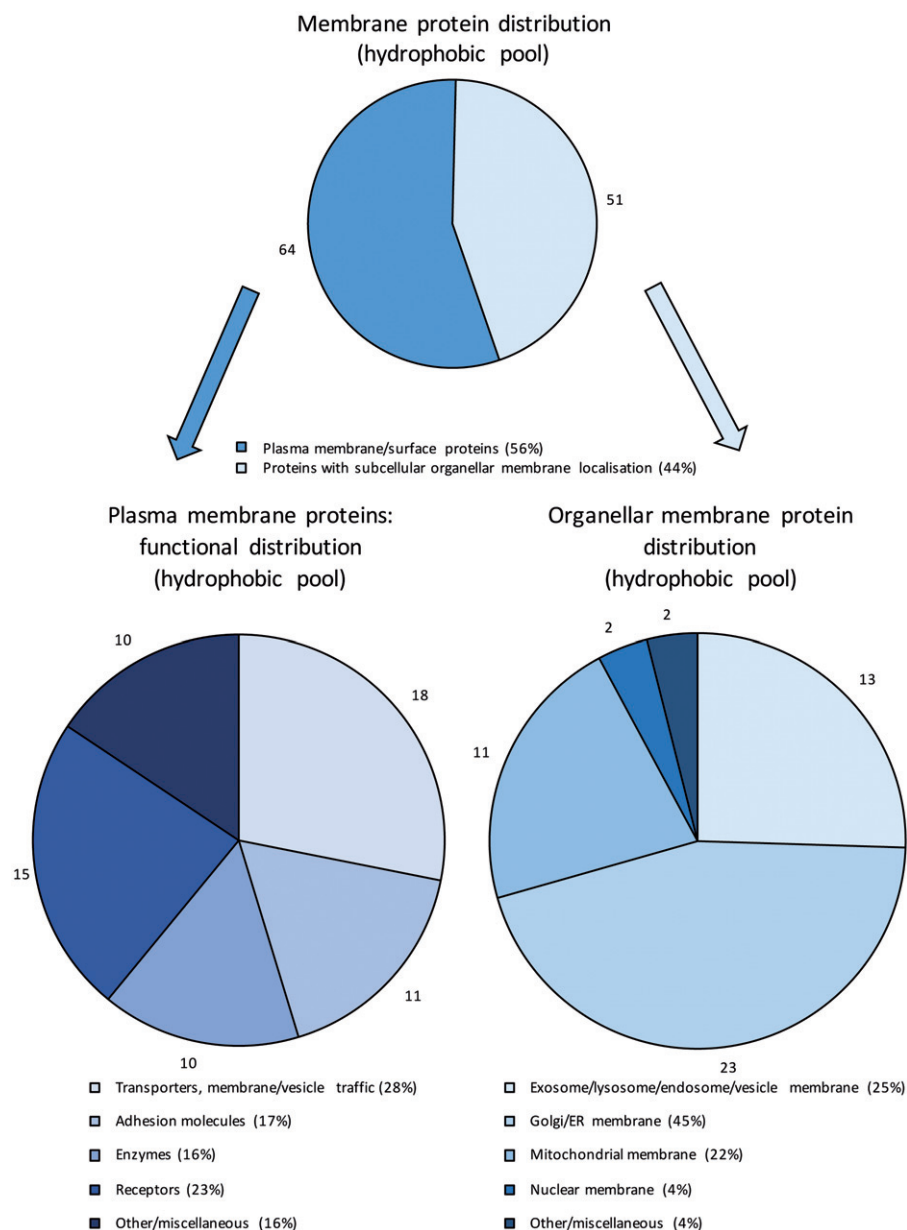 Membrane protein distribution
(hydrophobic pool)
51
64
Plasma membrane/surface proteins (56%)
Proteins with subcellular organellar membrane localisation (44%)
Plasma membrane proteins:
functional distribution
(hydrophobic pool)
10
18
15
11
10
Transporters, membrane/vesicle traffic (28%)
Adhesion molecules (17%)
Enzymes (16%)
Receptors (23%)
Other/miscellaneous (16%)
Organellar membrane protein
distribution
(hydrophobic pool)
2
2
13
11
23
Exosome/lysosome/endosome/vesicle membrane (25%)
Golgi/ER membrane (45%)
Mitochondrial membrane (22%)
Nuclear membrane (4%)
Other/miscellaneous (4%)